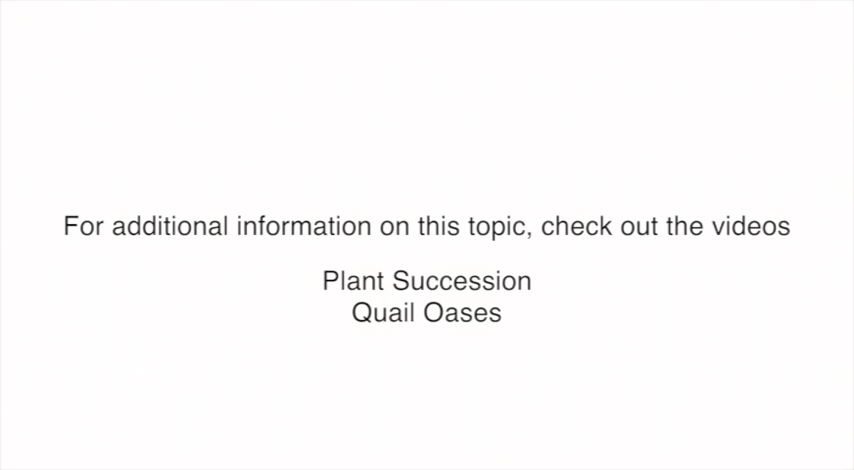 For additional information on this topic, check out the videos
Plant Succession
Quail Oases